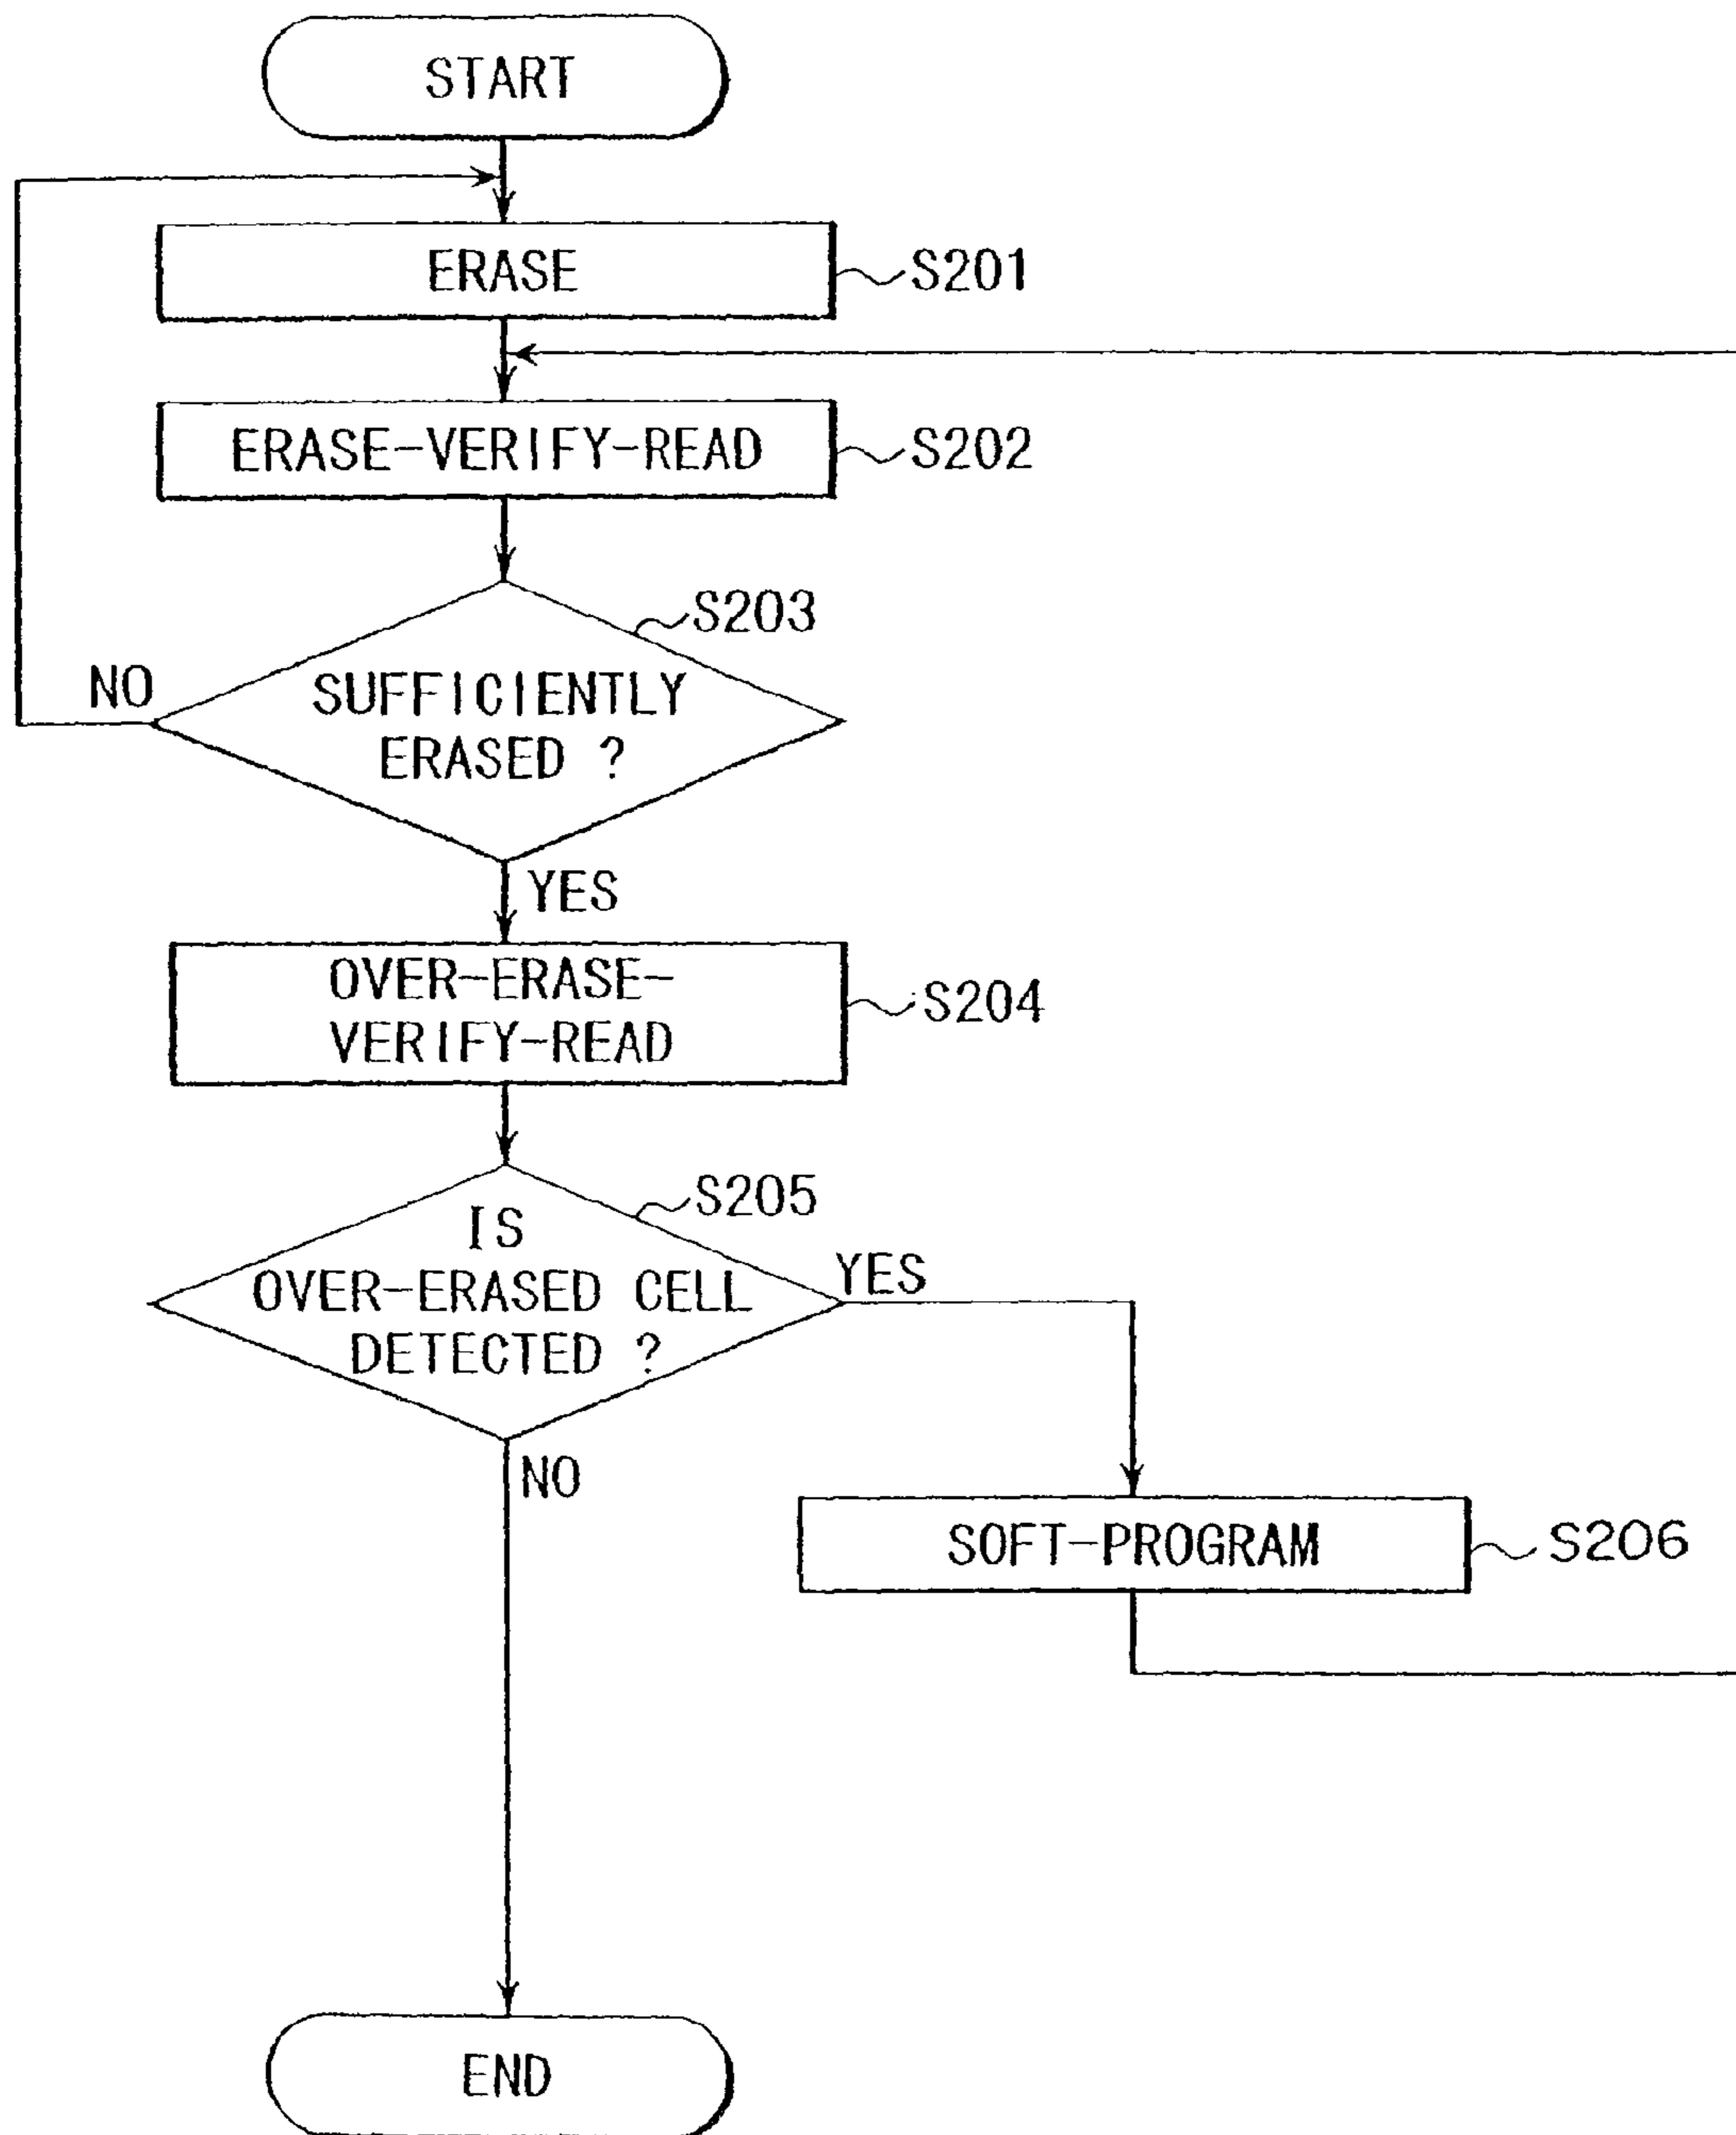 START
ERASE
S201
ERASE-VERIFY-READ
S202
S203
NO
SUFFICIENTLY
ERASED ?
YES
OVER-ERASE-
VERIFY-READ
S204
S205
IS
OVER-ERASED CELL
DETECTED ?
YES
NO
SOFT-PROGRAM
S206
END